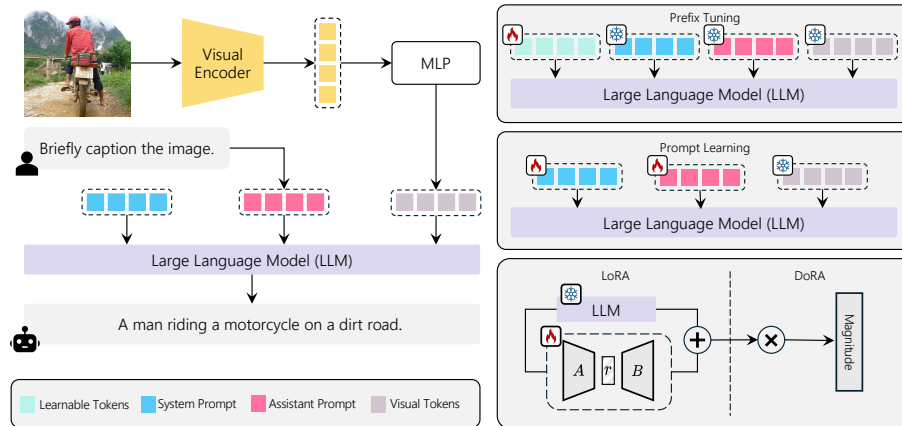 Visual
Encoder
MLP
Briefly caption the image.
Large Language Model (LLM)
A man riding a motorcycle on a dirt road.
Learnable Tokens
System Prompt
Assistant Prompt
Visual Tokens
Prefix Tuning
Large Language Model (LLM)
Prompt Learning
Large Language Model (LLM)
LoRA
DoRA
LLM
A
r
B
Magnitude